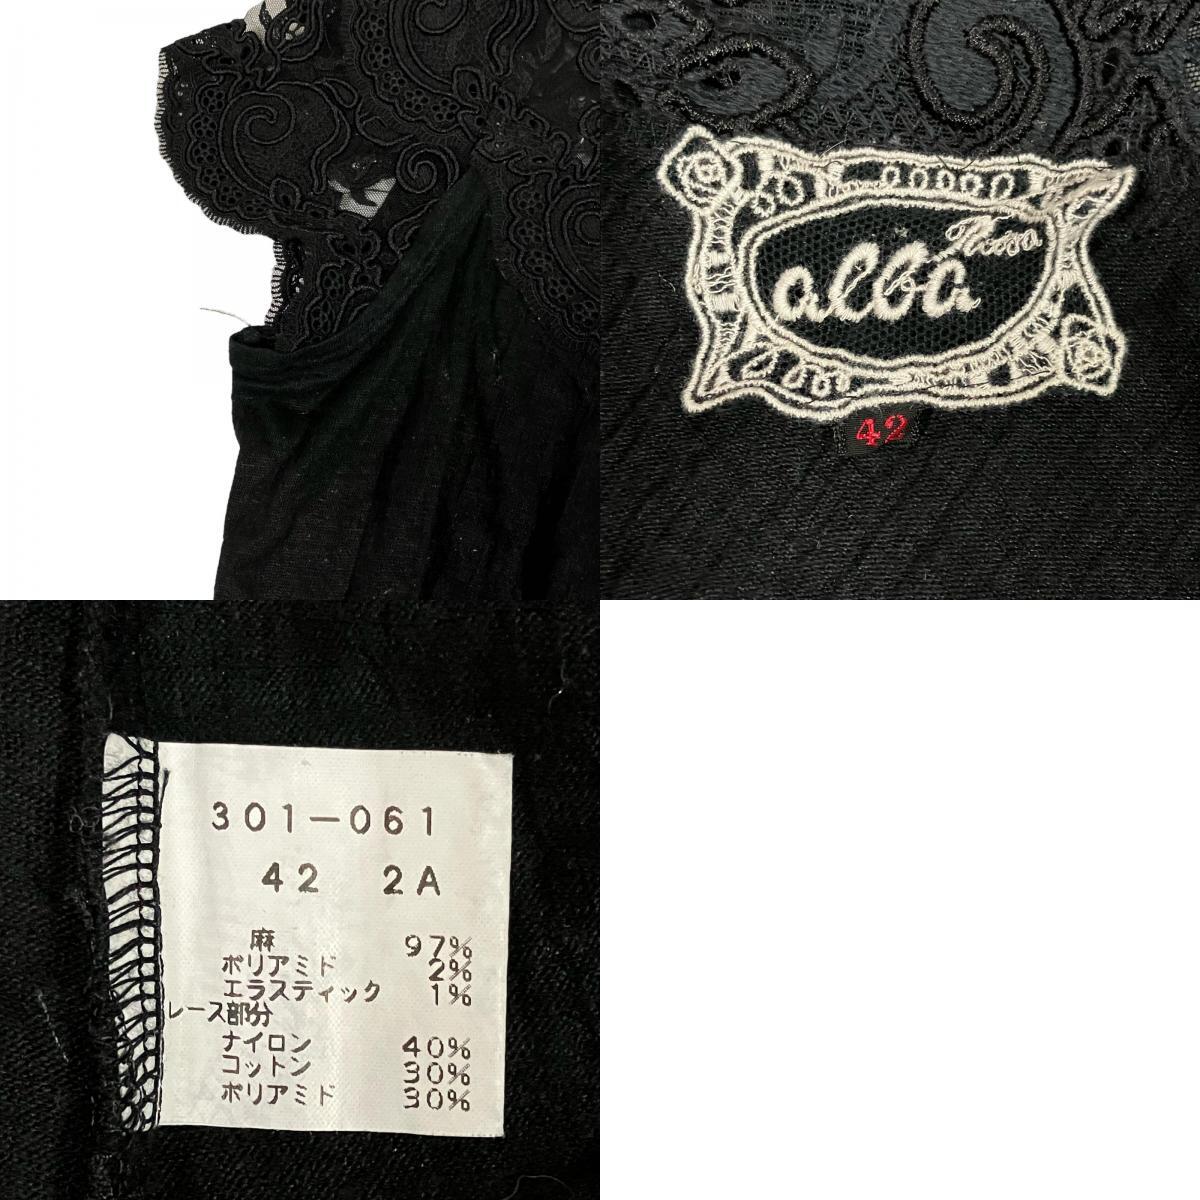 Rosa
alba
42
301-061
42 2A
麻 97%
ポリアミド 2%
エラスティック 1%
レース部分
ナイロン 40%
コットン 30%
ポリアミド 30%